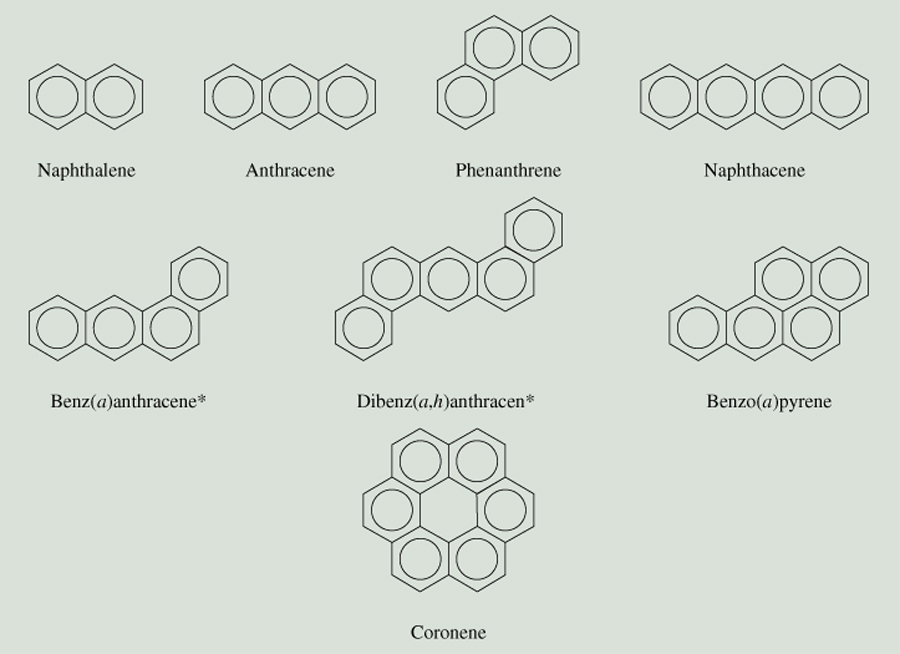 Naphthalene
Anthracene
Phenanthrene
Naphthacene
Benz(a)anthracene*
Dibenz(a,h)anthracen*
Benzo(a)pyrene
Coronene